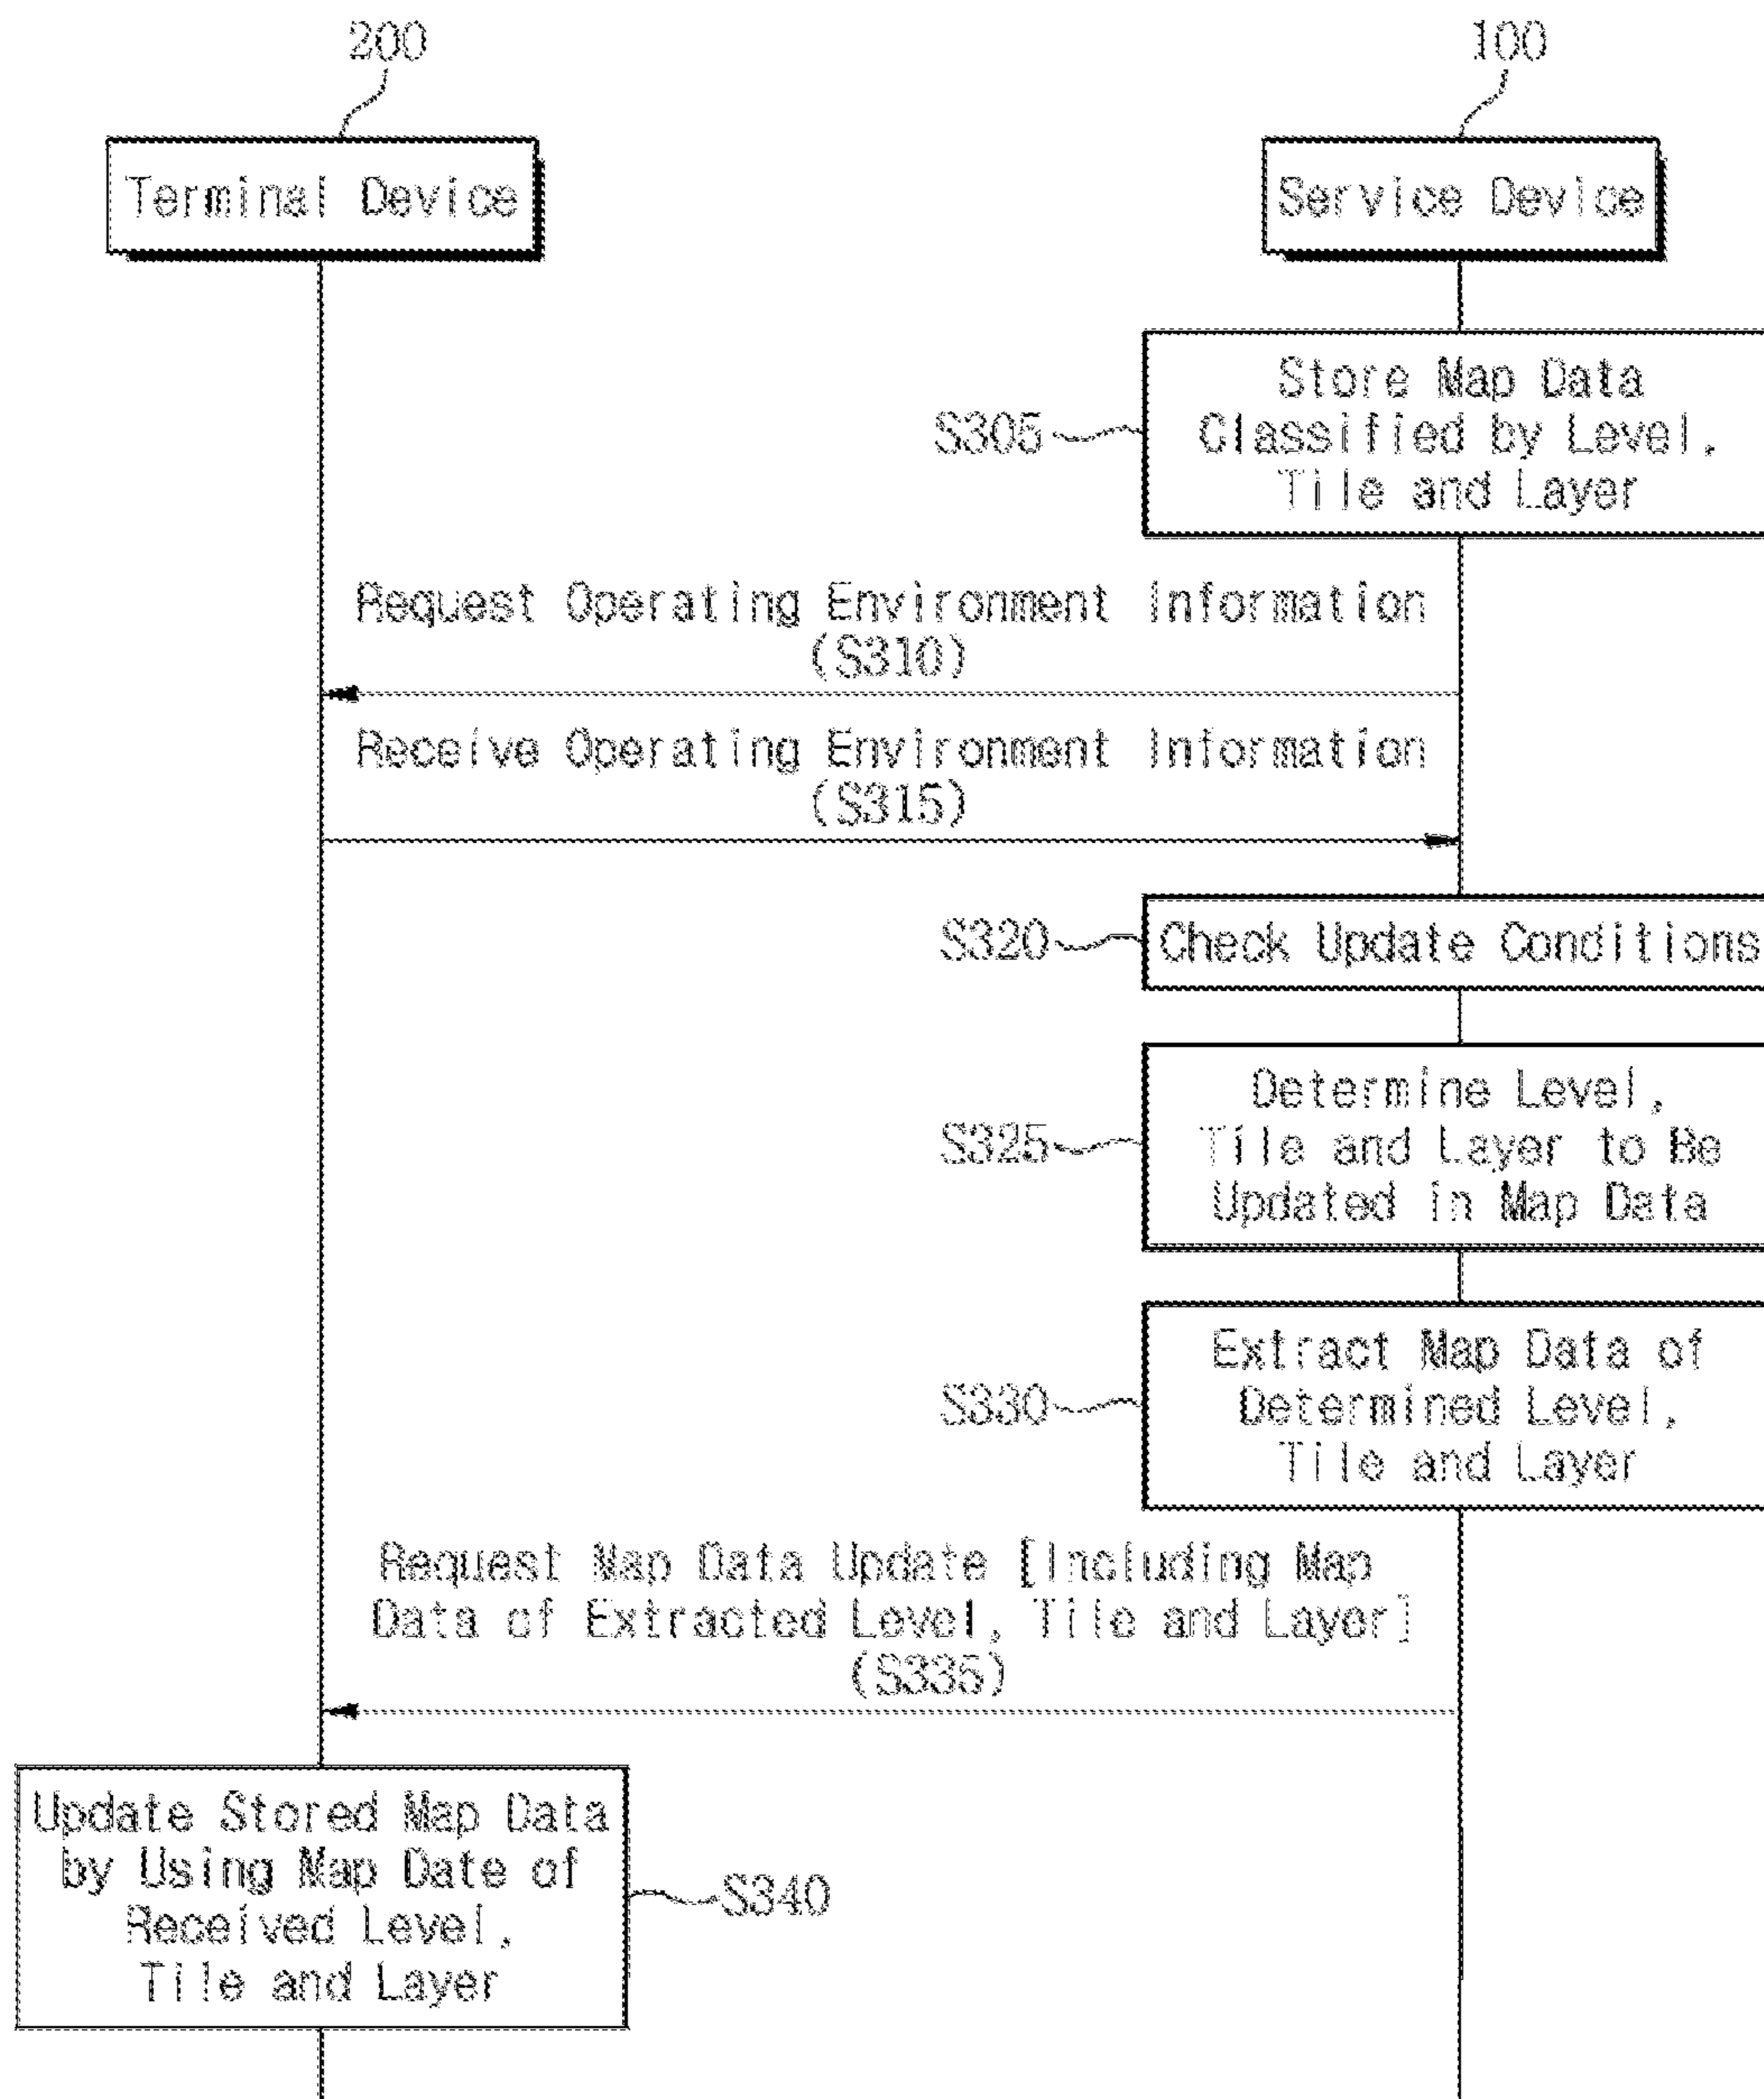 200
100
Terminal Device
Service Device
Store Map Data
Classified by Level,
Tile and Layer
S305
Request Operating Environment Information
(S310)
Receive Operating Environment Information
(S315)
S320
Check Update Conditions
Determine Level,
Tile and Layer to Be
Updated in Map Data
S325
Extract Map Data of
Determined Level,
Tile and Layer
S330
Request Map Data Update [Including Map
Data of Extracted Level, Tile and Layer]
(S335)
Update Stored Map Data
by Using Map Date of
Received Level,
Tile and Layer
S340